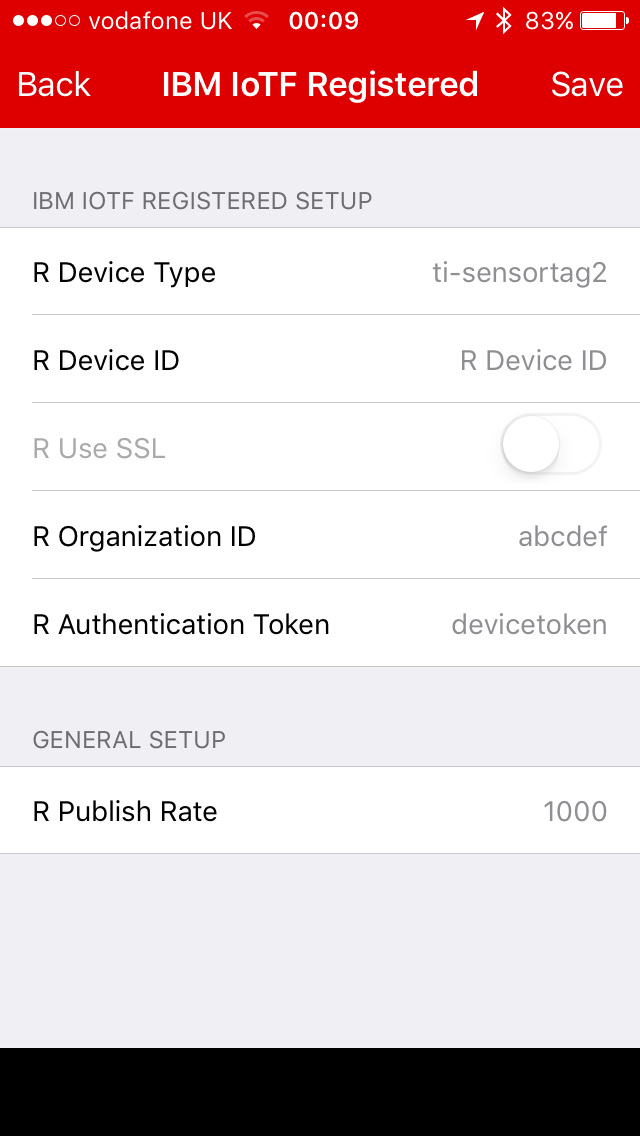 vodafone UK 00:09 83%
Back IBM IoTF Registered Save
IBM IOTF REGISTERED SETUP
R Device Type ti-sensortag2
R Device ID R Device ID
R Use SSL
R Organization ID abcdef
R Authentication Token devicetoken
GENERAL SETUP
R Publish Rate 1000